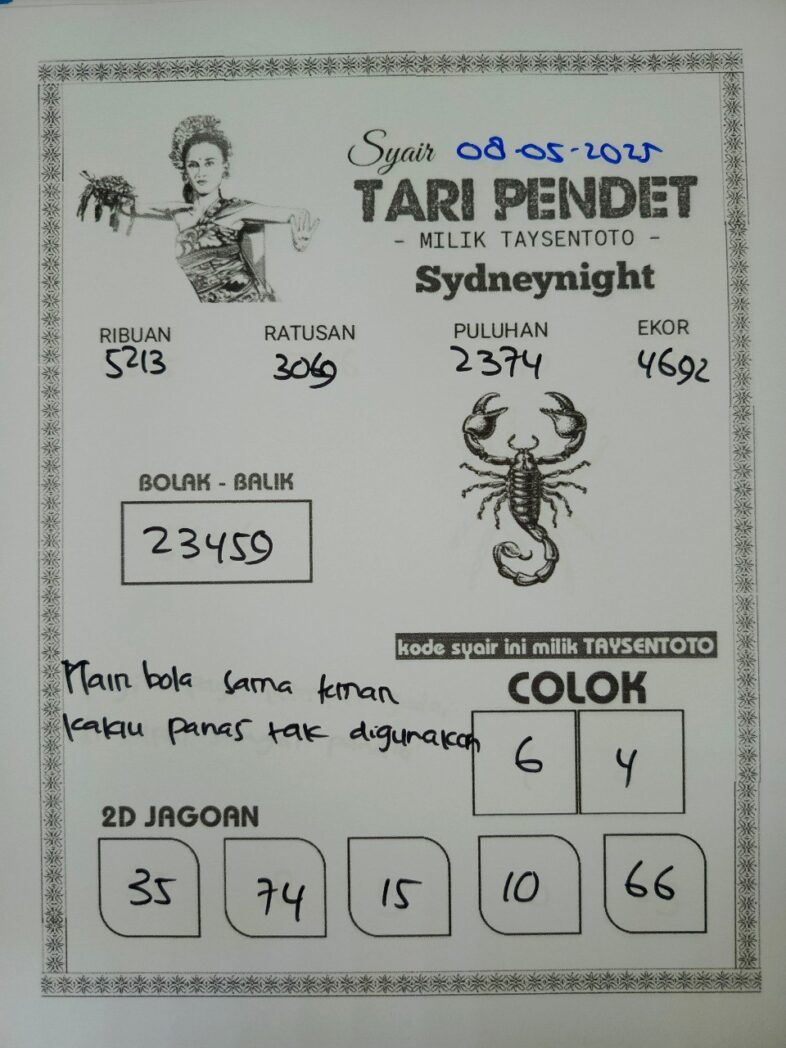 Syair 08-05-2025
TARI PENDET
- MILIK TAYSENTOTO -
Sydneynight
RIBUAN RATUSAN PULUHAN EKOR
5213 3069 2374 4692
BOLAK - BALIK
23459
kode syair ini milik TAYSENTOTO
Main bola sama teman
kalau panas tak digunakan
COLOK
6 4
2D JAGOAN
35 74 15 10 66